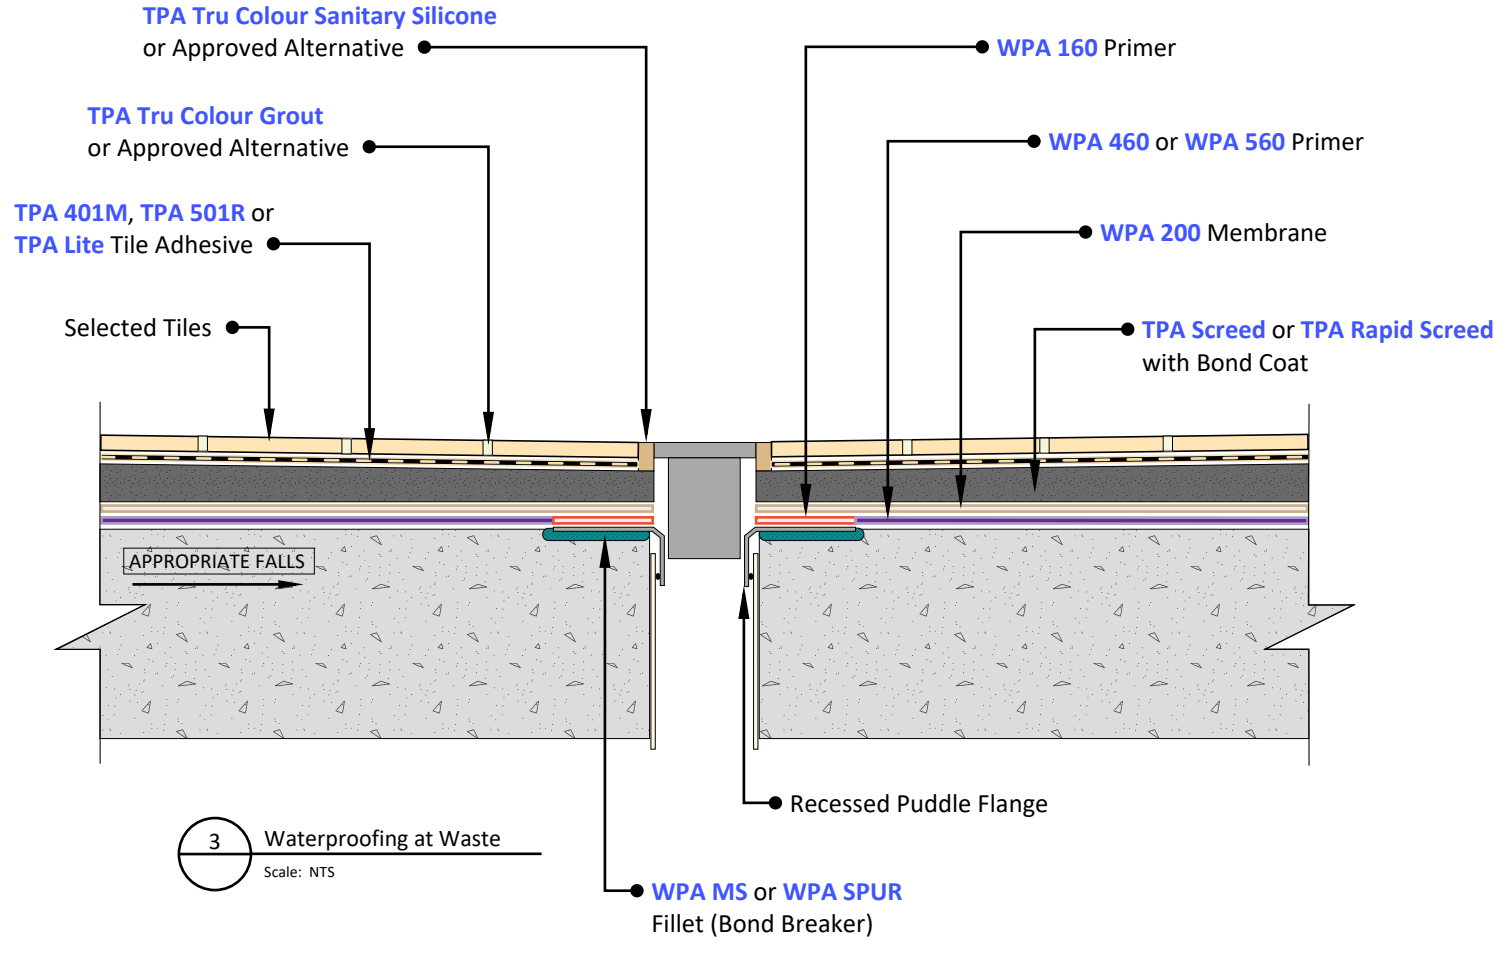 TPA Tru Colour Sanitary Silicone
or Approved Alternative
TPA Tru Colour Grout
or Approved Alternative
TPA 401M, TPA 501R or
TPA Lite Tile Adhesive
Selected Tiles
WPA 160 Primer
WPA 460 or WPA 560 Primer
WPA 200 Membrane
TPA Screed or TPA Rapid Screed
with Bond Coat
APPROPRIATE FALLS
Recessed Puddle Flange
3
Waterproofing at Waste
Scale: NTS
WPA MS or WPA SPUR
Fillet (Bond Breaker)